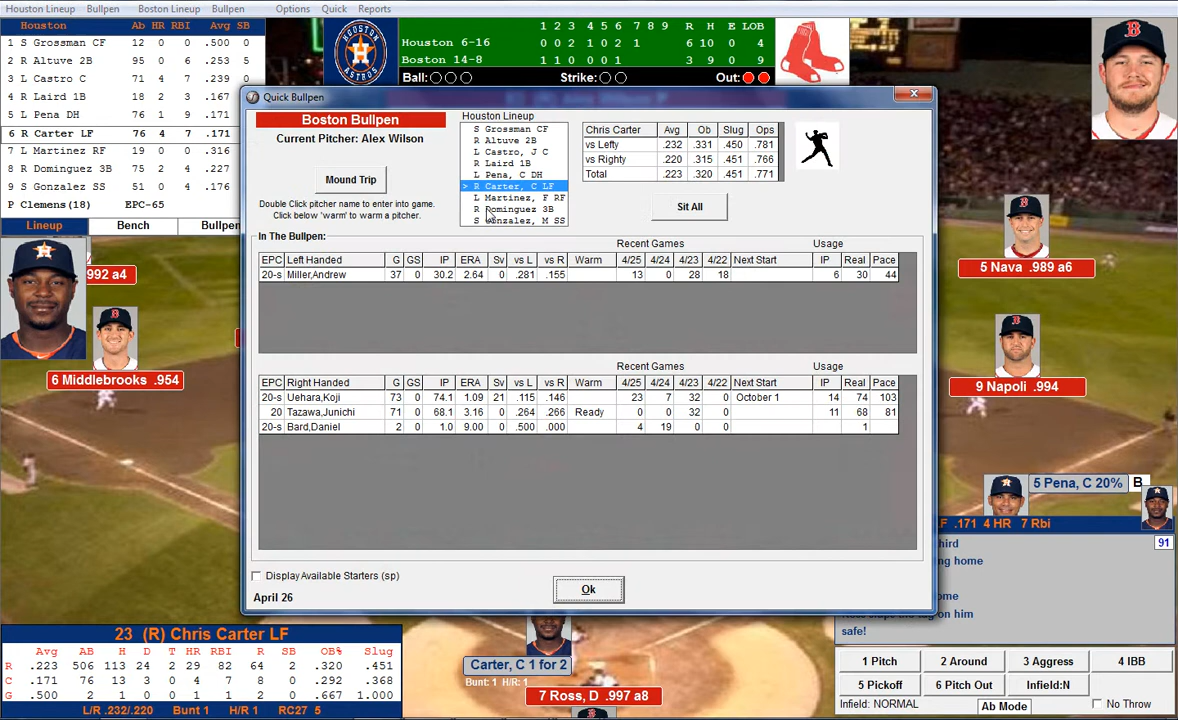 Houston Lineup Bullpen Boston Lineup Bullpen Options Quick Reports
Houston Ab HR RBI Avg SB
1 S Grossman CF 12 0 0 .500 0
2 R Altuve 2B 95 0 6 .253 5
3 L Castro C 71 4 7 .239 0
4 R Laird 1B 18 2 3 .167
5 L Pena DH 76 1 9 .171
6 R Carter LF 76 4 7 .171
7 L Martinez RF 19 0 0 .316
8 R Dominguez 3B 75 2 4 .227
9 S Gonzalez SS 51 0 4 .176
P Clemens(18) EPC-65
Lineup Bench Bullpen
HOUSTON ASTROS
1 2 3 4 5 6 7 8 9 R H E LOB
Houston 6-16 0 0 2 1 0 2 1 6 10 0 4
Boston 14-8 1 1 0 0 0 1 3 9 0 9
Ball: Strike: Out:
992 a4
6 Middlebrooks .954
5 Nava .989 a6
9 Napoli .994
Quick Bullpen
Boston Bullpen
Current Pitcher: Alex Wilson
Mound Trip
Double Click pitcher name to enter into game.
Click below 'warm' to warm a pitcher.
Houston Lineup
S Grossman CF
R Altuve 2B
L Castro, J C
R Laird 1B
L Pena, C DH
> R Carter, C LF
L Martinez, F RF
R Dominguez 3B
S Gonzalez, M SS
Chris Carter Avg Ob Slug Ops
vs Lefty .232 .331 .450 .781
vs Righty .220 .315 .451 .766
Total .223 .320 .451 .771
Sit All
In The Bullpen:
Recent Games Usage
EPC Left Handed G GS IP ERA Sv vs L vs R Warm 4/25 4/24 4/23 4/22 Next Start IP Real Pace
20-s Miller,Andrew 37 0 30.2 2.64 0 .281 .155 13 0 28 18 6 30 44
Recent Games Usage
EPC Right Handed G GS IP ERA Sv vs L vs R Warm 4/25 4/24 4/23 4/22 Next Start IP Real Pace
20-s Uehara,Koji 73 0 74.1 1.09 21 .115 .146 23 7 32 0 October 1 14 74 103
20 Tazawa,Junichi 71 0 68.1 3.16 0 .264 .266 Ready 0 0 32 0 11 68 81
20-s Bard,Daniel 2 0 1.0 9.00 0 .500 .000 4 19 0 0 1
Display Available Starters (sp)
Ok
April 26
5 Pena, C 20% B
F .171 4 HR 7 Rbi
hird 91
ng home
ome
Ross slaps the tag on him
safe!
23 (R) Chris Carter LF
Avg AB H D T HR RBI R SB OB% Slug
R .223 506 113 24 2 29 82 64 2 .320 .451
C .171 76 13 3 0 4 7 8 0 .292 .368
G .500 2 1 0 0 1 1 2 0 .667 1.000
L/R .232/.220 Bunt 1 H/R 1 RC27 5
Carter, C 1 for 2
Bunt: 1 H/R: 1
7 Ross, D .997 a8
1 Pitch 2 Around 3 Aggress 4 IBB
5 Pickoff 6 Pitch Out Infield:N
Infield: NORMAL Ab Mode No Throw